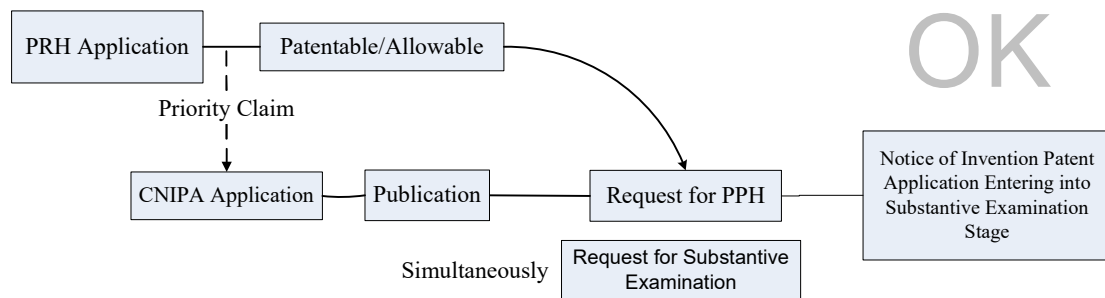 OK
PRH Application
Patentable/Allowable
Priority Claim
CNIPA Application
Publication
Request for PPH
Notice of Invention Patent
Application Entering into
Substantive Examination
Stage
Simultaneously
Request for Substantive
Examination